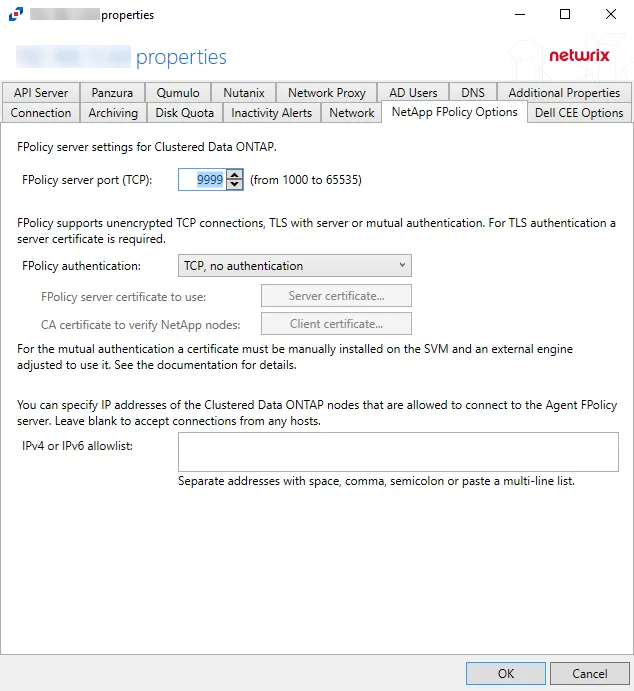 properties
properties
netwrix
API Server Panzura Qumulo Nutanix Network Proxy AD Users DNS Additional Properties
Connection Archiving Disk Quota Inactivity Alerts Network NetApp FPolicy Options Dell CEE Options
FPolicy server settings for Clustered Data ONTAP.
FPolicy server port (TCP): 9999 (from 1000 to 65535)
FPolicy supports unencrypted TCP connections, TLS with server or mutual authentication. For TLS authentication a
server certificate is required.
FPolicy authentication: TCP, no authentication
FPolicy server certificate to use: Server certificate...
CA certificate to verify NetApp nodes: Client certificate...
For the mutual authentication a certificate must be manually installed on the SVM and an external engine
adjusted to use it. See the documentation for details.
You can specify IP addresses of the Clustered Data ONTAP nodes that are allowed to connect to the Agent FPolicy
server. Leave blank to accept connections from any hosts.
IPv4 or IPv6 allowlist:
Separate addresses with space, comma, semicolon or paste a multi-line list.
OK Cancel